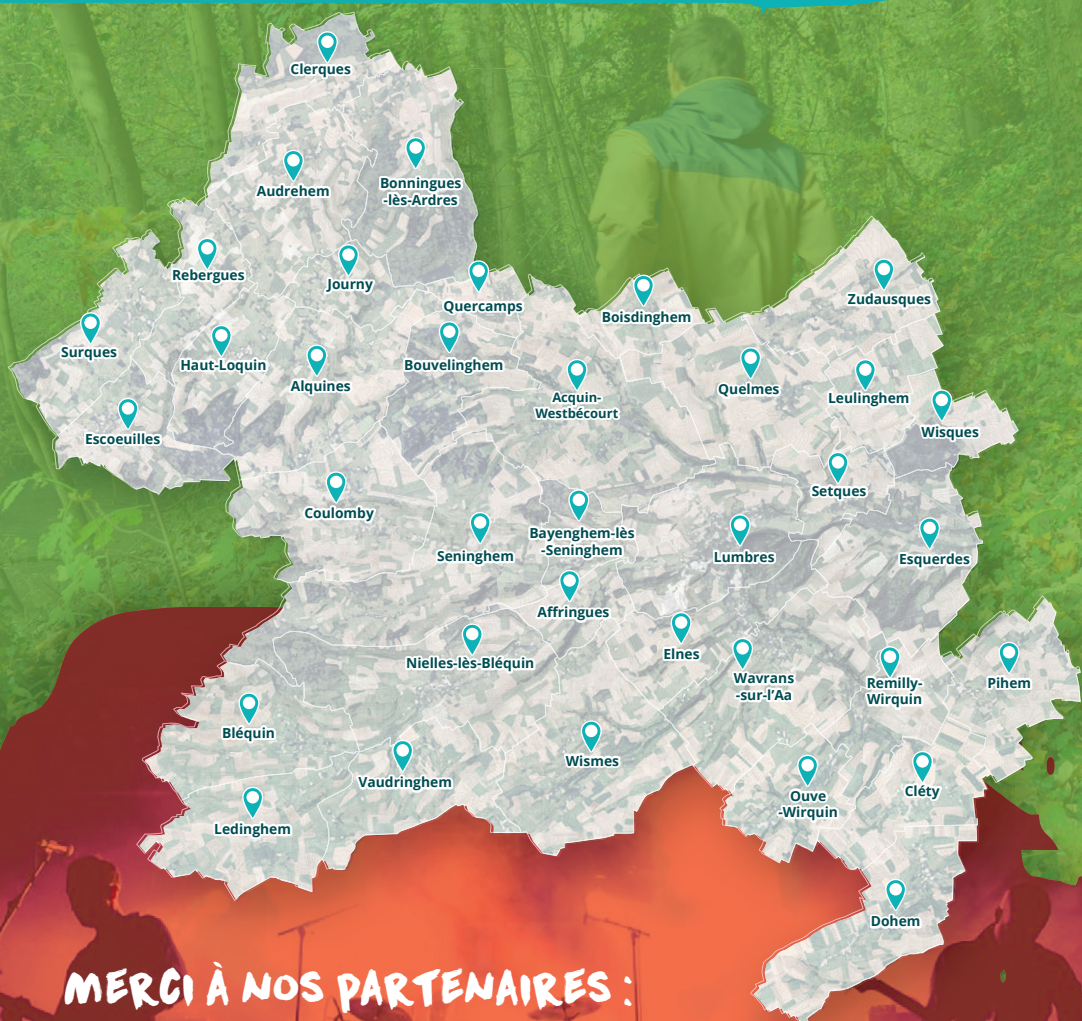 Clerques
Audrehem
Bonningues
-lès-Ardres
Rebergues
Journy
Quercamps
Boisdinghem
Zudausques
Surques
Haut-Loquin
Alquines
Bouvelinghem
Acquin-
Westbécourt
Quelmes
Leulinghem
Escoeuilles
Wisques
Coulomby
Setques
Seninghem
Bayenghem-lès
-Seninghem
Lumbres
Esquerdes
Affringues
Nielles-lès-Bléquin
Elnes
Wavrans
-sur-l'Aa
Remilly-
Wirquin
Pihem
Bléquin
Vaudringhem
Wismes
Ouve
-Wirquin
Cléty
Ledinghem
Dohem
MERCI À NOS PARTENAIRES :